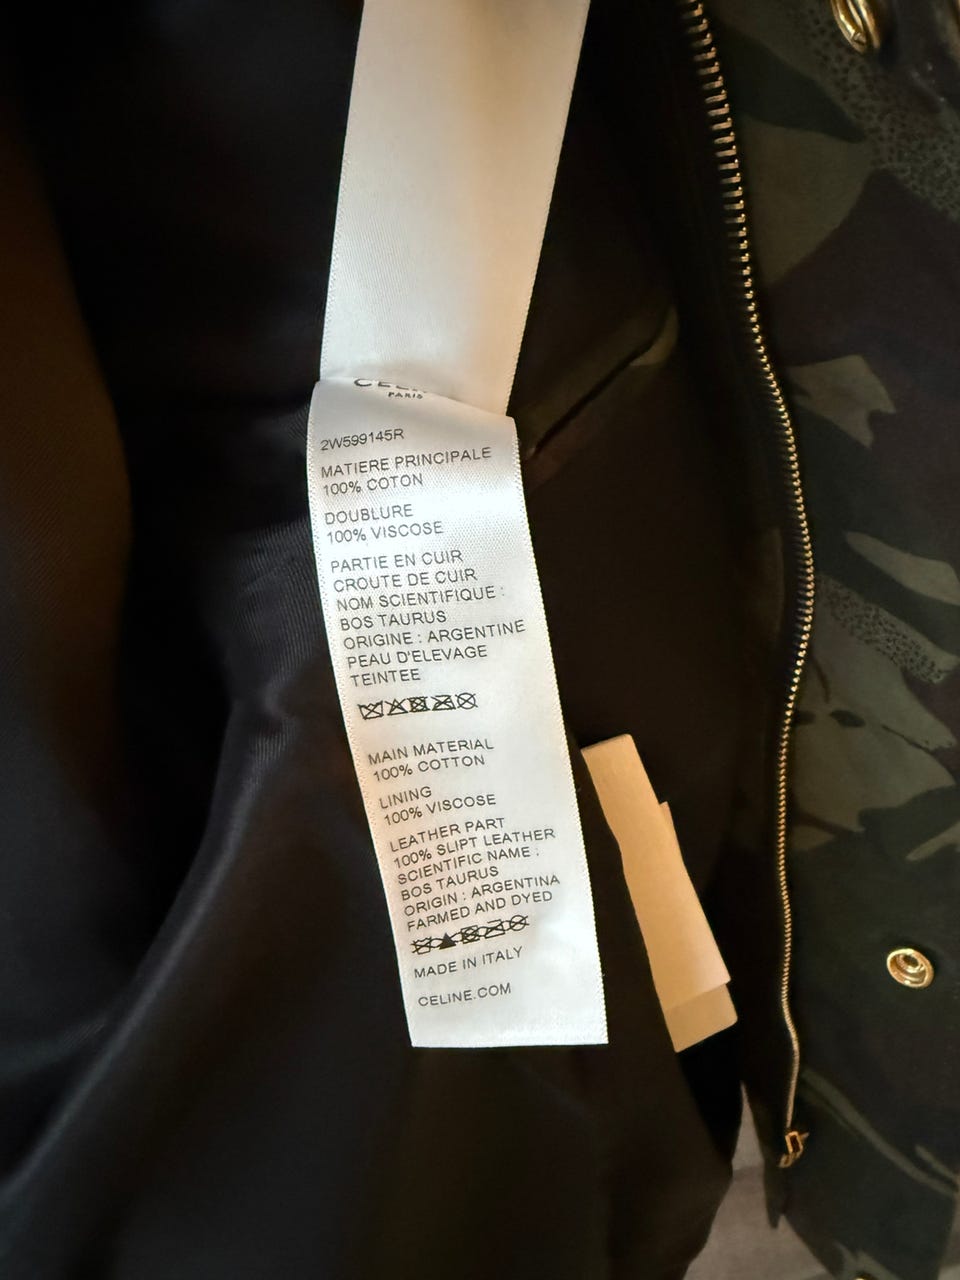 PARIS
2W599145R
MATIERE PRINCIPALE
100% COTON
DOUBLURE
100% VISCOSE
PARTIE EN CUIR
CROUTE DE CUIR
NOM SCIENTIFIQUE :
BOS TAURUS
ORIGINE : ARGENTINE
PEAU D'ELEVAGE
TEINTEE
MAIN MATERIAL
100% COTTON
LINING
100% VISCOSE
LEATHER PART
100% SLIPT LEATHER
SCIENTIFIC NAME :
BOS TAURUS
ORIGIN : ARGENTINA
FARMED AND DYED
MADE IN ITALY
CELINE.COM